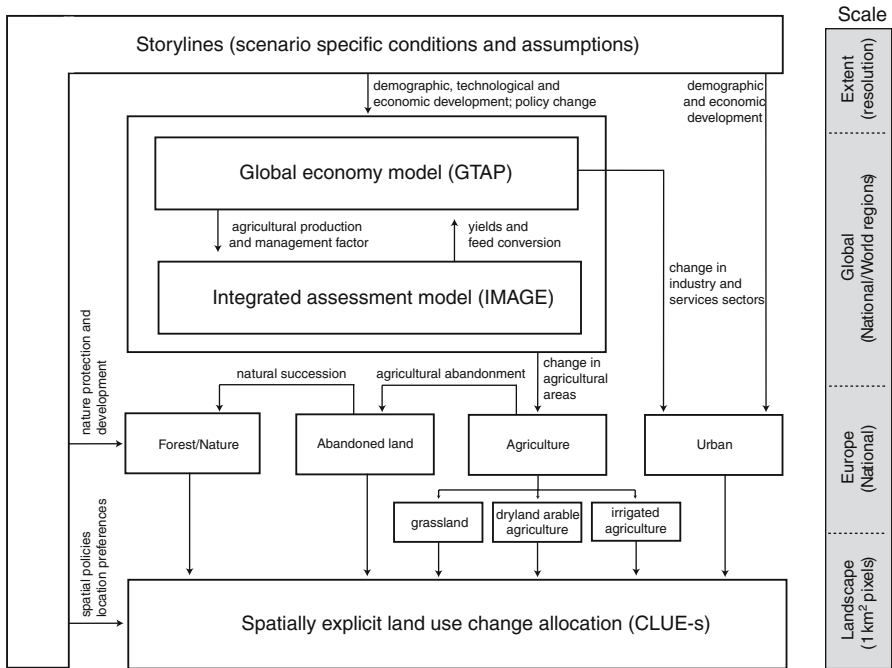 Scale
Storylines (scenario specific conditions and assumptions)
demographic, technological and
economic development; policy change
demographic
and economic
development
Global economy model (GTAP)
agricultural production
and management factor
yields and
feed conversion
Integrated assessment model (IMAGE)
change in
industry and
services sectors
change in
agricultural
areas
natural succession
agricultural abandonment
nature protection and
development
Forest/Nature
Abandoned land
Agriculture
Urban
grassland
dryland arable
agriculture
irrigated
agriculture
spatial policies
location preferences
Spatially explicit land use change allocation (CLUE-s)
Extent
(resolution)
Global
(National/World regions)
Europe
(National)
Landscape
(1 km² pixels)